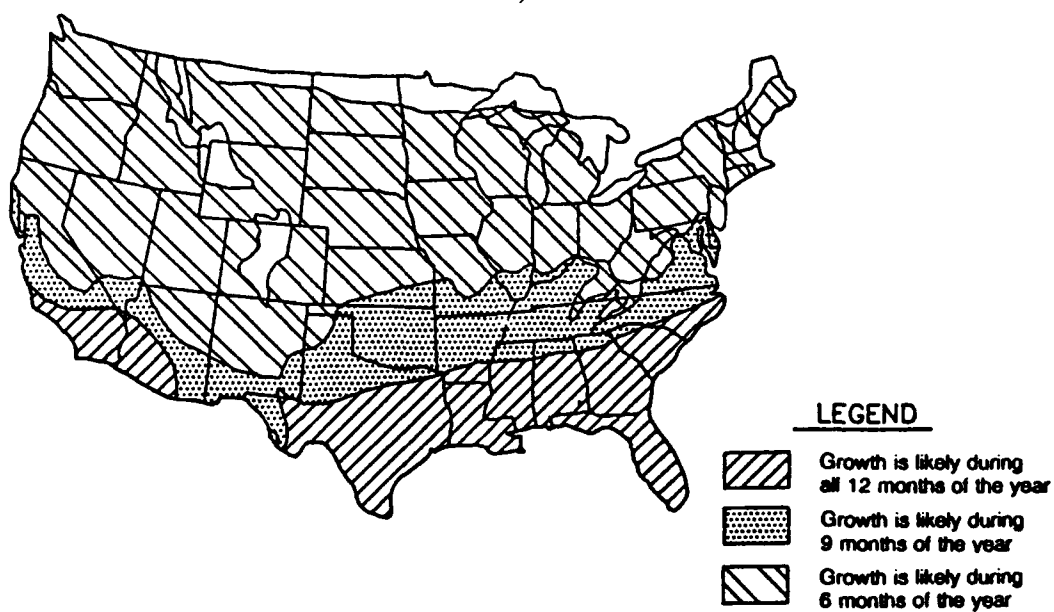 LEGEND
Growth is likely during
all 12 months of the year
Growth is likely during
9 months of the year
Growth is likely during
6 months of the year